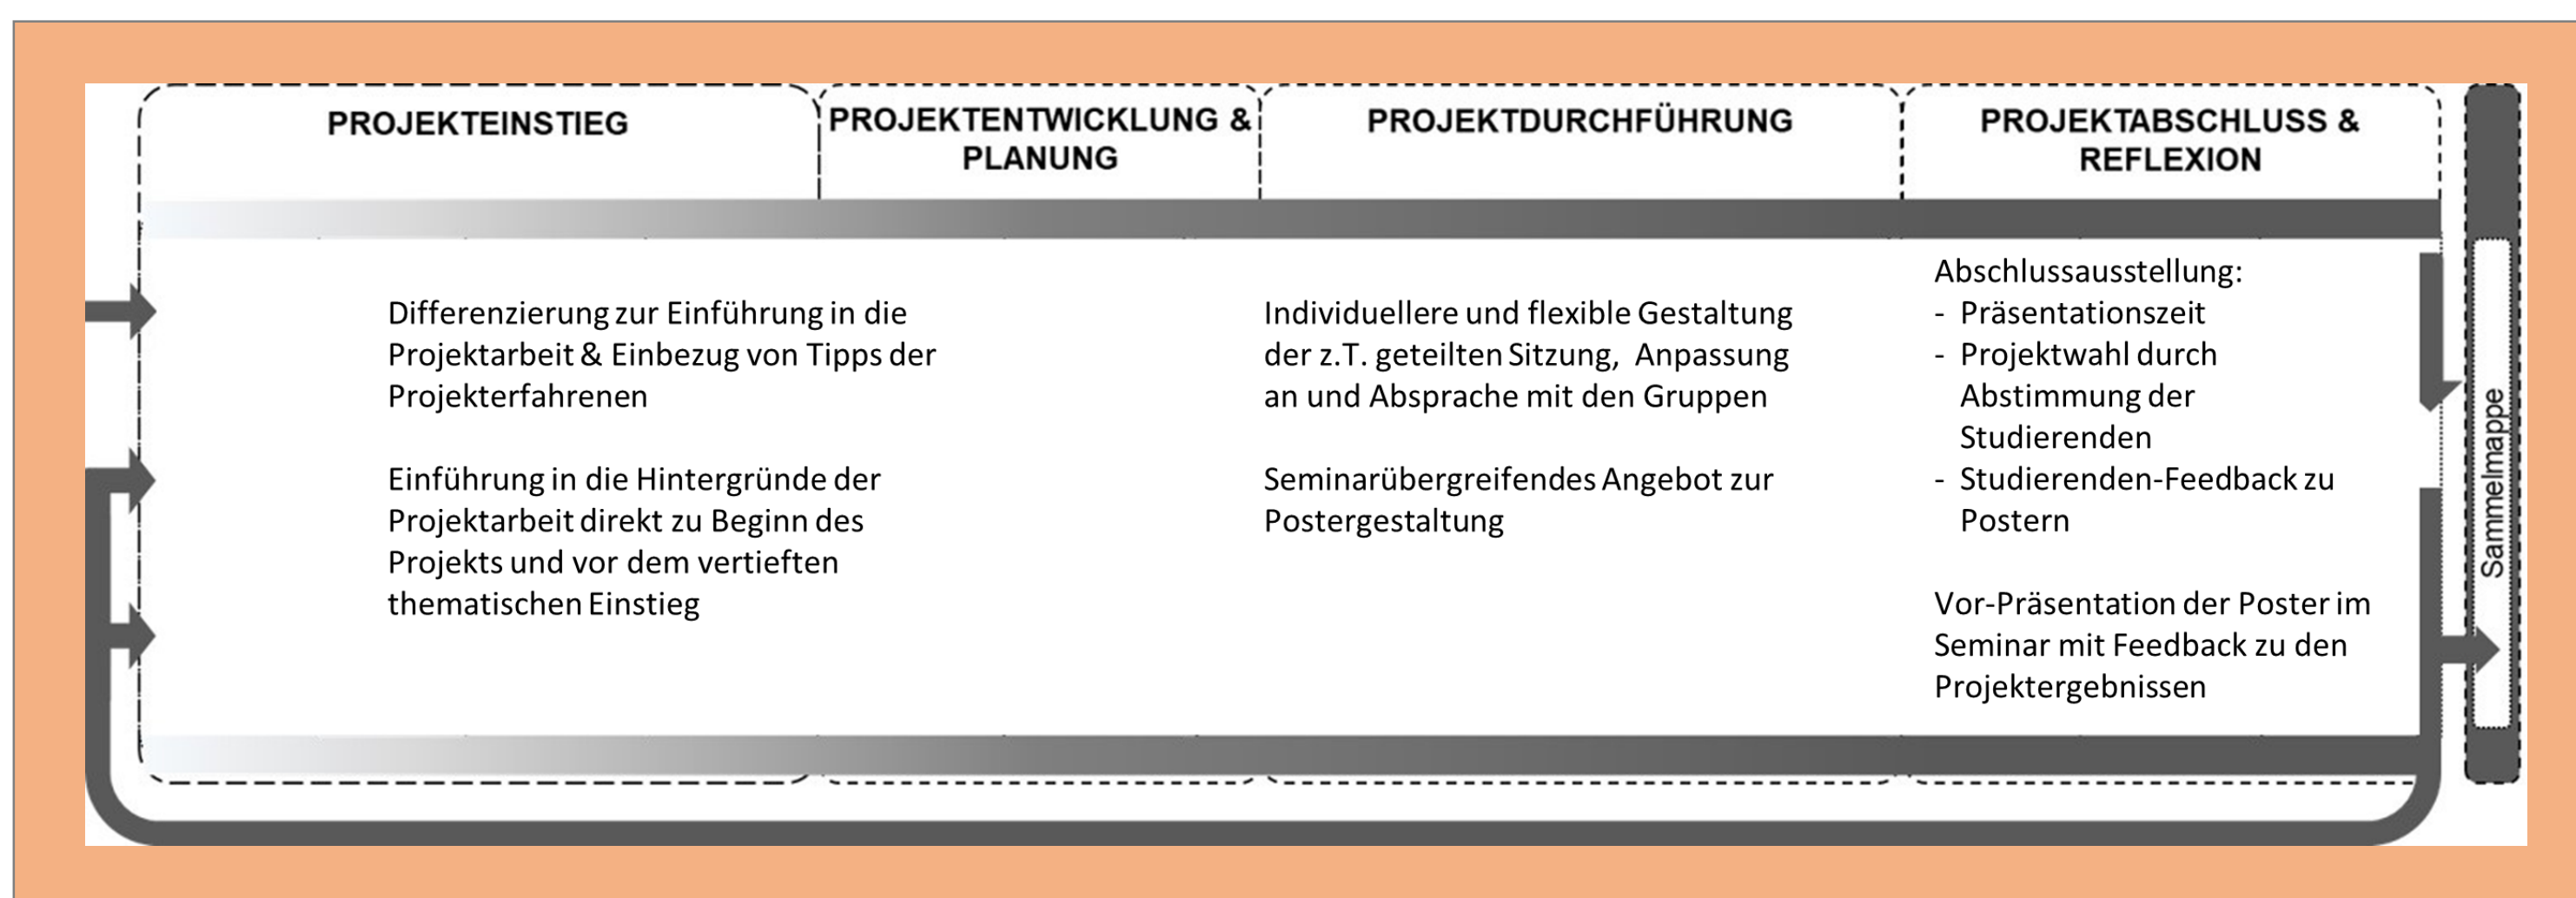 PROJEKTEINSTIEG
PROJEKTENTWICKLUNG &
PLANUNG
PROJEKTDURCHFÜHRUNG
PROJEKTABSCHLUSS &
REFLEXION
Differenzierung zur Einführung in die
Projektarbeit & Einbezug von Tipps der
Projekterfahrenen
Einführung in die Hintergründe der
Projektarbeit direkt zu Beginn des
Projekts und vor dem vertieften
thematischen Einstieg
Individuellere und flexible Gestaltung
der z.T. geteilten Sitzung, Anpassung
an und Absprache mit den Gruppen
Seminarübergreifendes Angebot zur
Postergestaltung
Abschlussausstellung:
- Präsentationszeit
- Projektwahl durch
Abstimmung der
Studierenden
- Studierenden-Feedback zu
Postern
Vor-Präsentation der Poster im
Seminar mit Feedback zu den
Projektergebnissen
Sammelmappe